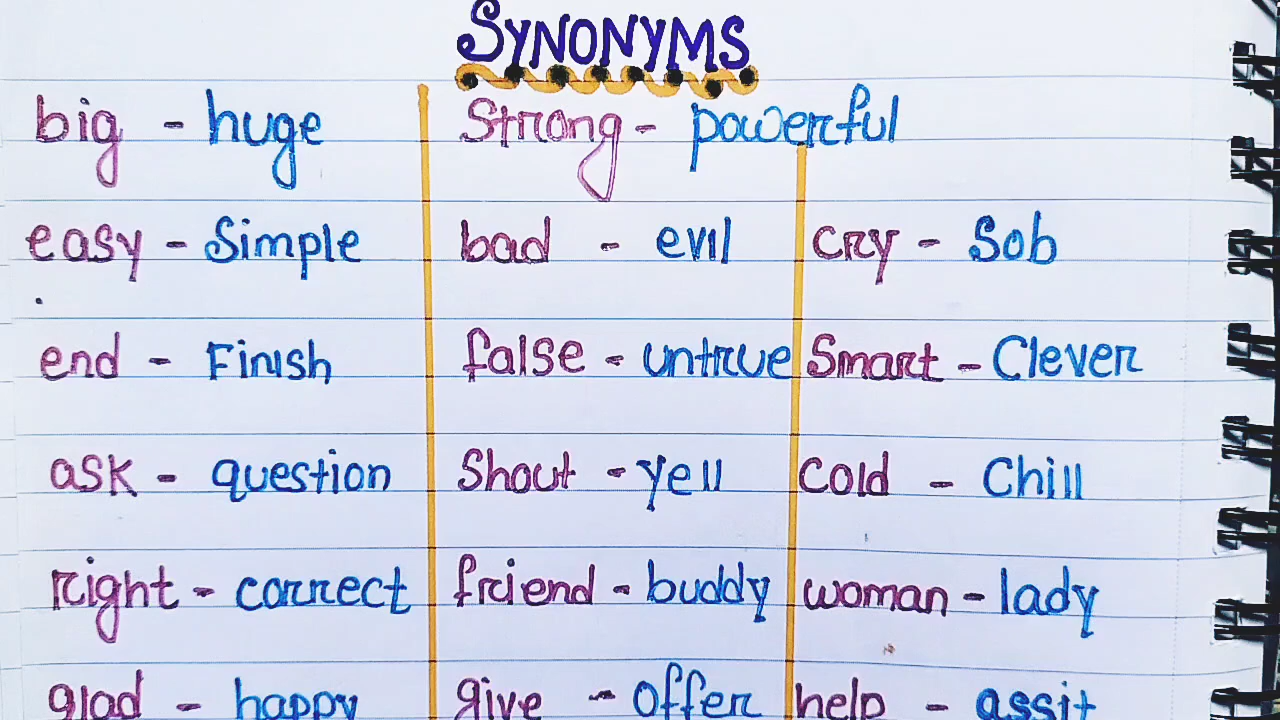 SYNONYMS
big - huge
easy - Simple
end - Finish
ask - question
right - correct
glad - happy
Strong - powerful
bad - evil
false - untrue
Shout - yell
friend - buddy
give - offer
cry - Sob
Smart - Clever
Cold - Chill
woman - lady
help - assit